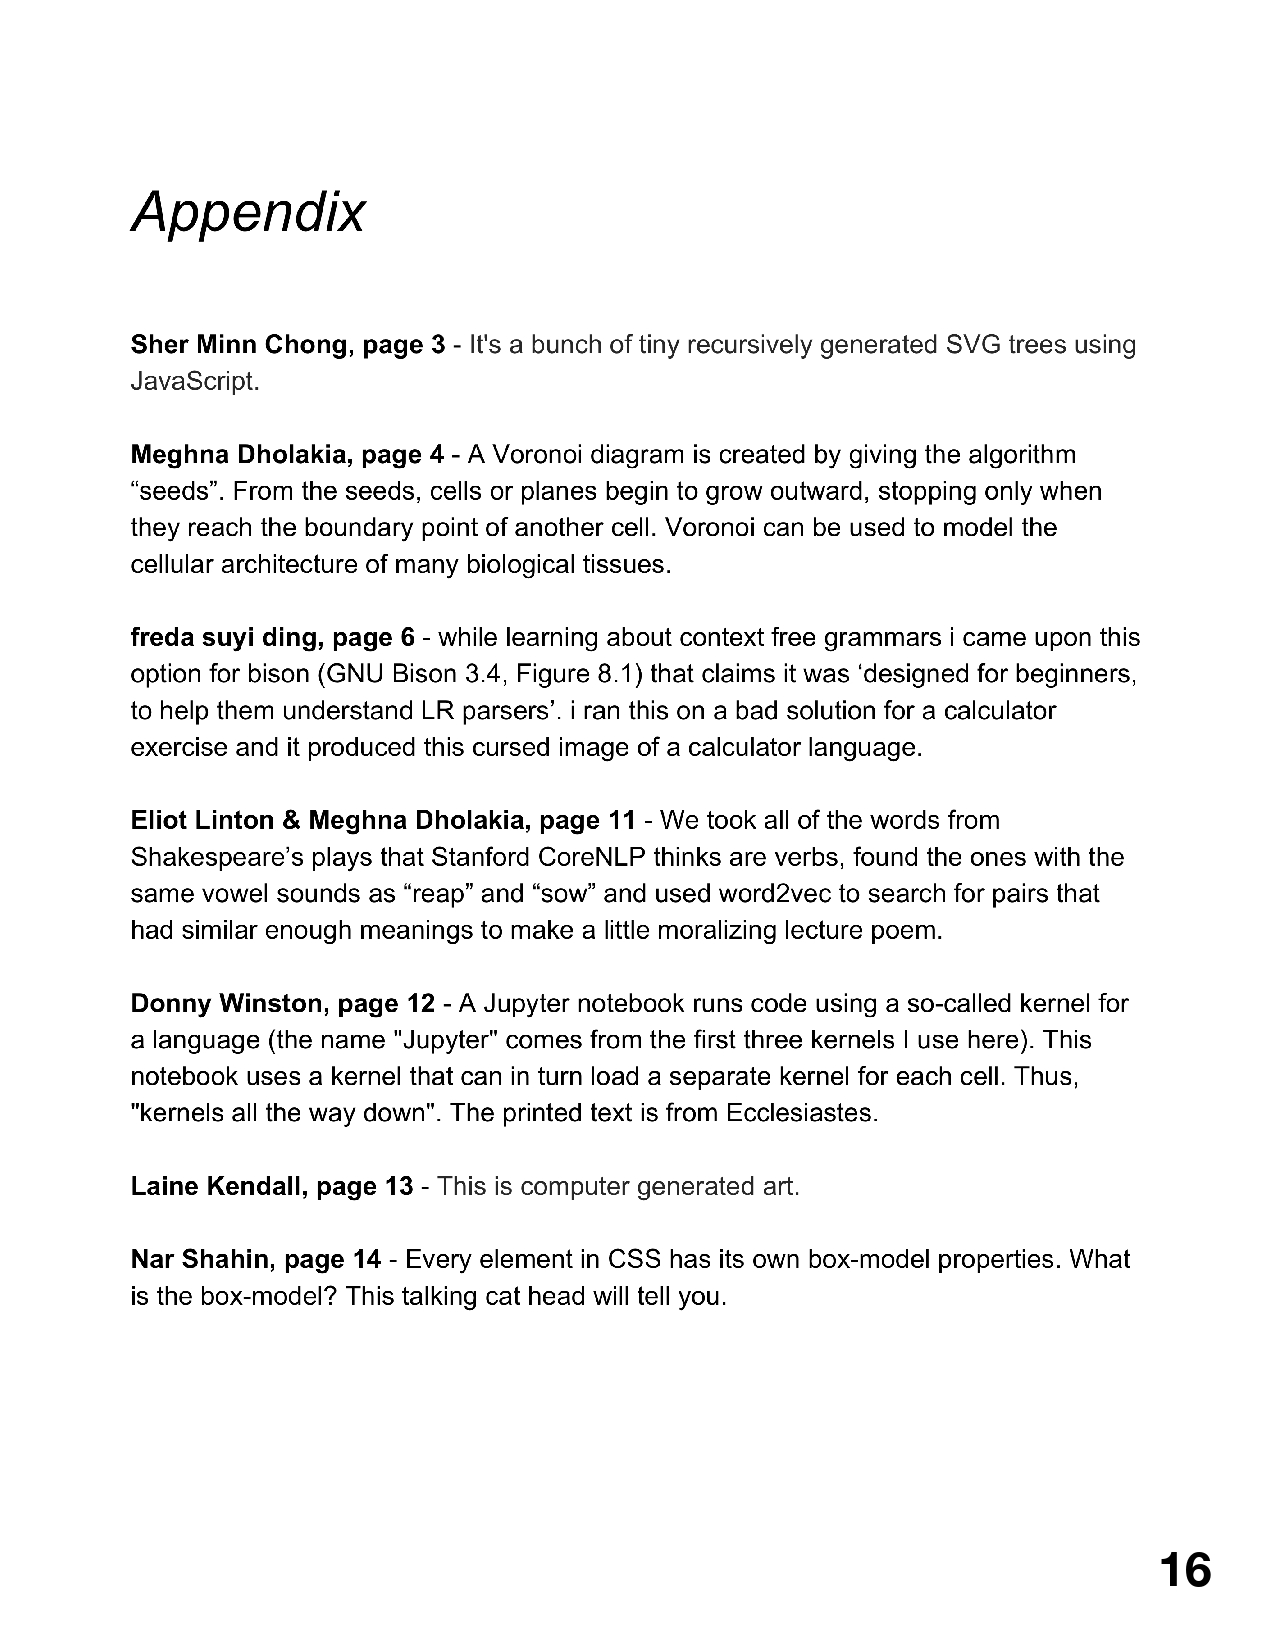 Appendix
Sher Minn Chong, page 3 - It's a bunch of tiny recursively generated SVG trees using
JavaScript.
Meghna Dholakia, page 4 - A Voronoi diagram is created by giving the algorithm
“seeds”. From the seeds, cells or planes begin to grow outward, stopping only when
they reach the boundary point of another cell. Voronoi can be used to model the
cellular architecture of many biological tissues.
freda suyi ding, page 6 - while learning about context free grammars i came upon this
option for bison (GNU Bison 3.4, Figure 8.1) that claims it was ‘designed for beginners,
to help them understand LR parsers’. i ran this on a bad solution for a calculator
exercise and it produced this cursed image of a calculator language.
Eliot Linton & Meghna Dholakia, page 11 - We took all of the words from
Shakespeare’s plays that Stanford CoreNLP thinks are verbs, found the ones with the
same vowel sounds as “reap” and “sow” and used word2vec to search for pairs that
had similar enough meanings to make a little moralizing lecture poem.
Donny Winston, page 12 - A Jupyter notebook runs code using a so-called kernel for
a language (the name "Jupyter" comes from the first three kernels I use here). This
notebook uses a kernel that can in turn load a separate kernel for each cell. Thus,
"kernels all the way down". The printed text is from Ecclesiastes.
Laine Kendall, page 13 - This is computer generated art.
Nar Shahin, page 14 - Every element in CSS has its own box-model properties. What
is the box-model? This talking cat head will tell you.
16